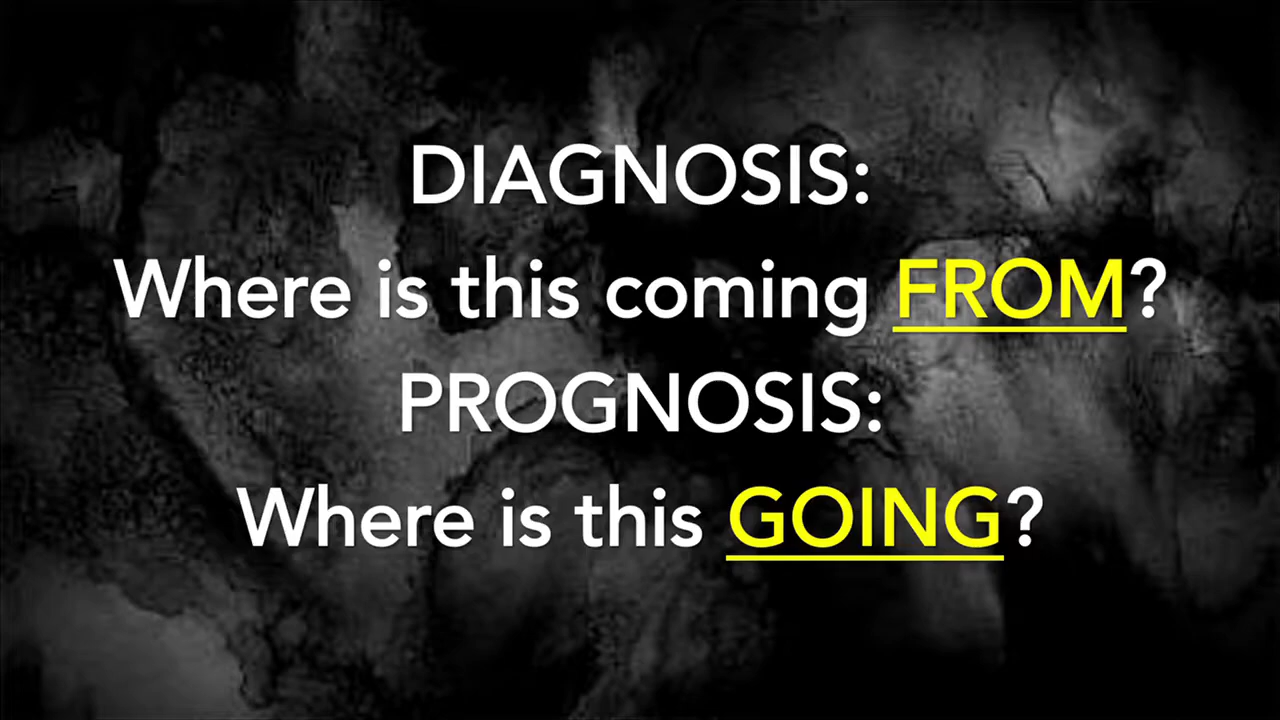 DIAGNOSIS:
Where is this coming FROM?
PROGNOSIS:
Where is this GOING?